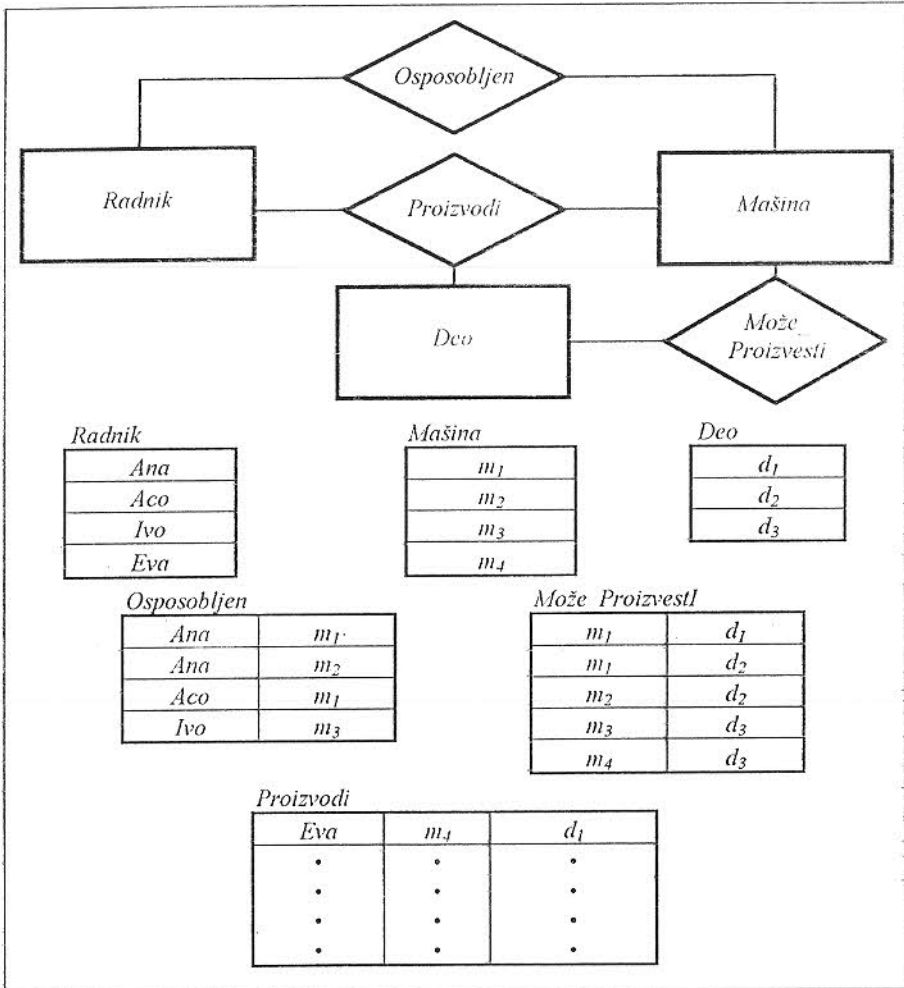 Osposobljen
Radnik
Proizvodi
Mašina
Deo
Može_
Proizvesti
Radnik
Ana
Aco
Ivo
Eva
Mašina
m₁
m₂
m₃
m₄
Deo
d₁
d₂
d₃
Osposobljen
Ana m₁
Ana m₂
Aco m₁
Ivo m₃
Može ProizvestI
m₁ d₁
m₁ d₂
m₂ d₂
m₃ d₃
m₄ d₃
Proizvodi
Eva m₄ d₁
• • •
• • •
• • •
• • •